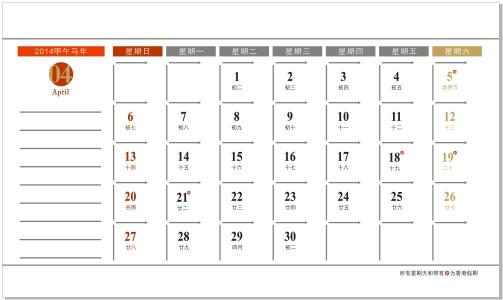 2014甲午马年 星期日 星期一 星期二 星期三 星期四 星期五 星期六
04
April
1 2 3 4 5
初二 初三 初四 初五 清明节
6 7 8 9 10 11 12
初七 初八 初九 初十 十一 十二 十三
13 14 15 16 17 18 19
十四 十五 十六 十七 十八 十九 二十
20 21 22 23 24 25 26
谷雨 廿二 廿三 廿四 廿五 廿六 廿七
27 28 29 30
廿八 廿九 四月 初二
所有星期天和带有 为香港假期